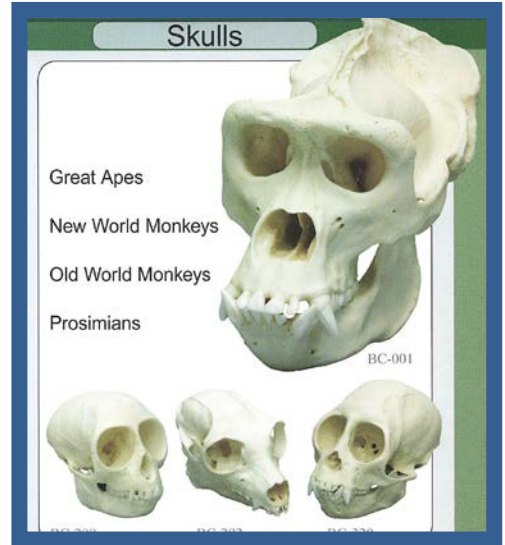 Skulls
Great Apes
New World Monkeys
Old World Monkeys
Prosimians
BC-001